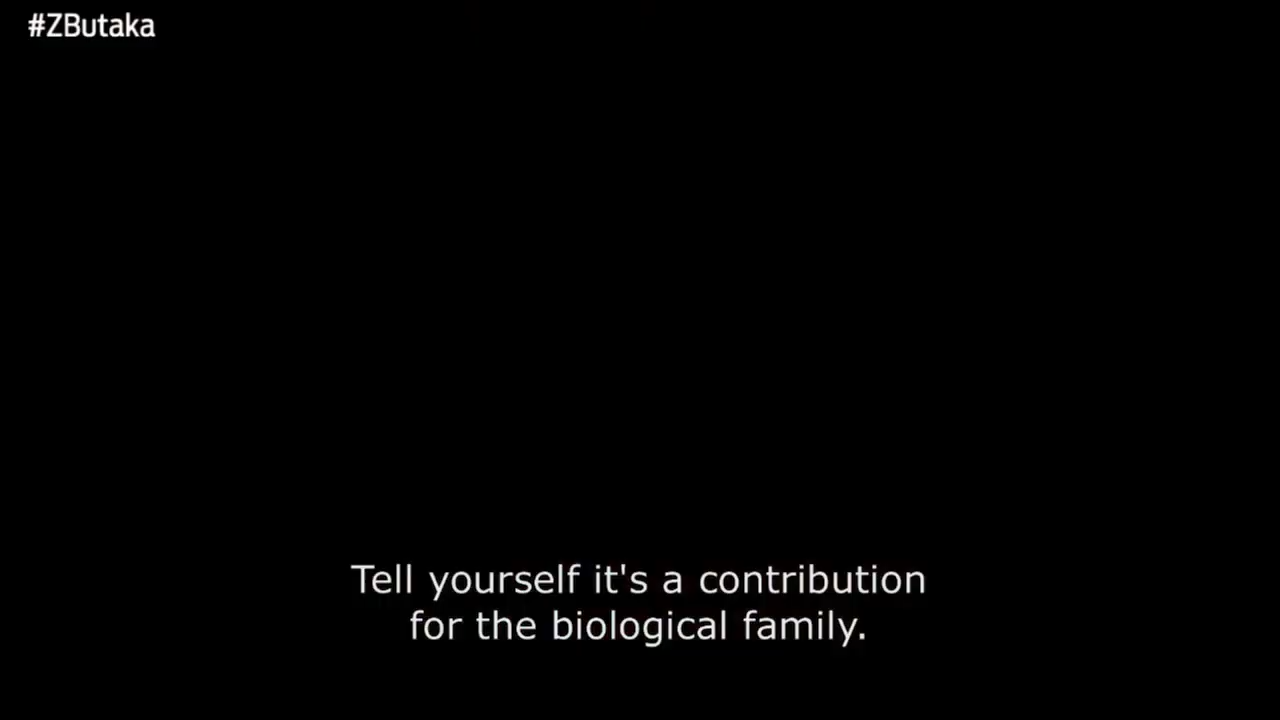 #ZButaka
Tell yourself it's a contribution
for the biological family.